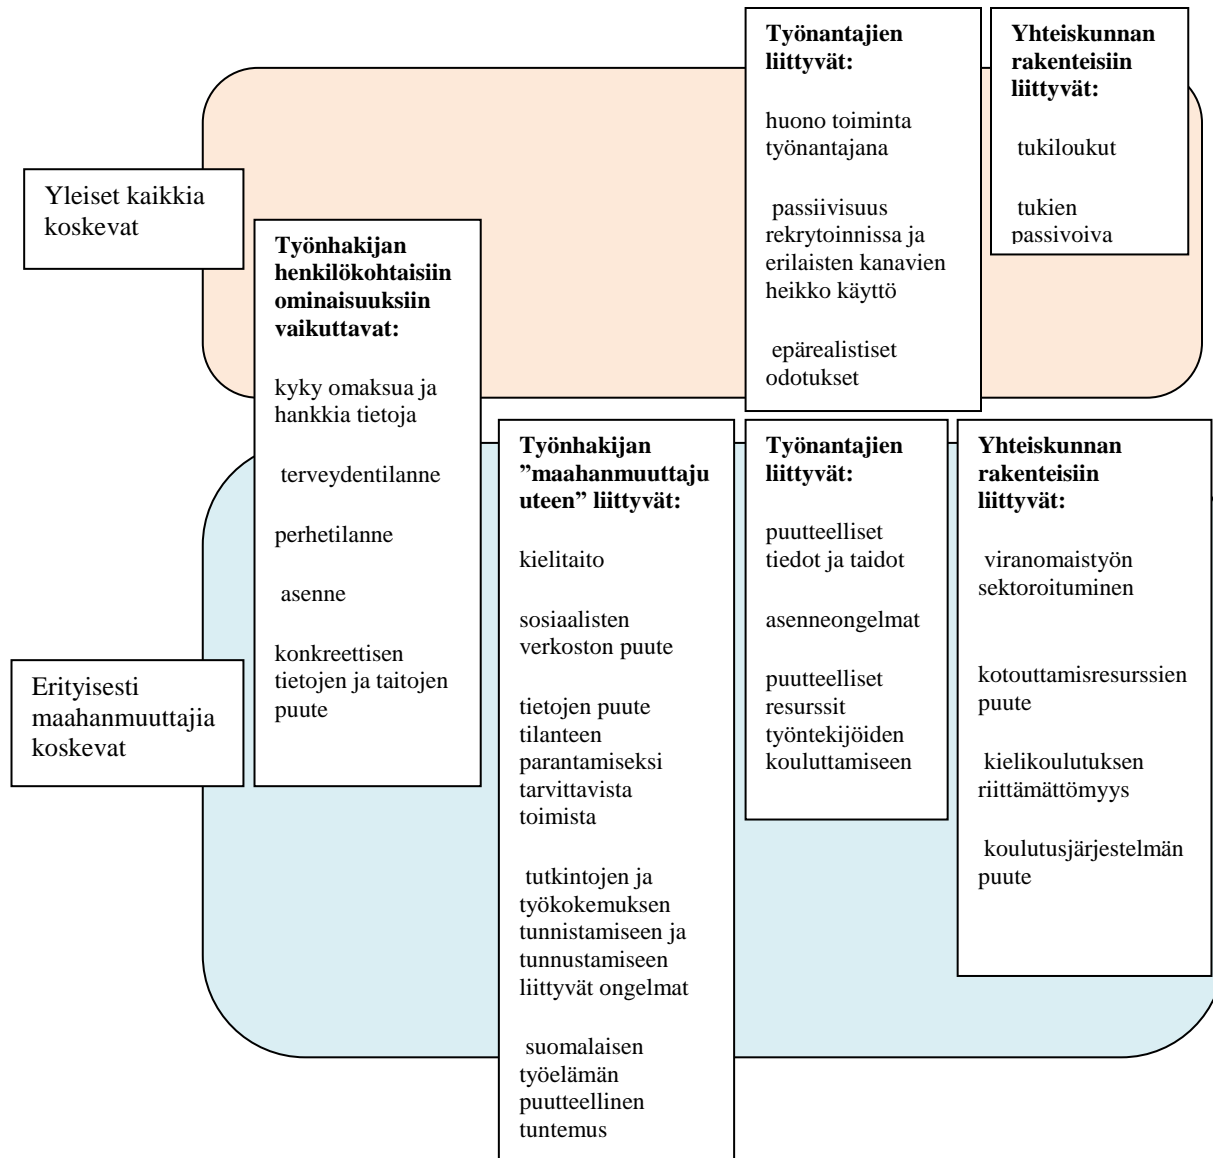 Työnantajien
liittyvät:
huono toiminta
työnantajana
passiivisuus
rekrytoinnissa ja
erilaisten kanavien
heikko käyttö
epärealistiset
odotukset
Yhteiskunnan
rakenteisiin
liittyvät:
tukiloukut
tukien
passivoiva
Yleiset kaikkia
koskevat
Työnhakijan
henkilökohtaisiin
ominaisuuksiin
vaikuttavat:
kyky omaksua ja
hankkia tietoja
terveydentilanne
perhetilanne
asenne
konkreettisen
tietojen ja taitojen
puute
Työnhakijan
”maahanmuuttaju
uteen” liittyvät:
kielitaito
sosiaalisten
verkoston puute
tietojen puute
tilanteen
parantamiseksi
tarvittavista
toimista
tutkintojen ja
työkokemuksen
tunnistamiseen ja
tunnustamiseen
liittyvät ongelmat
suomalaisen
työelämän
puutteellinen
tuntemus
Työnantajien
liittyvät:
puutteelliset
tiedot ja taidot
asenneongelmat
puutteelliset
resurssit
työntekijöiden
kouluttamiseen
Yhteiskunnan
rakenteisiin
liittyvät:
viranomaistyön
sektoroituminen
kotouttamisresurssien
puute
kielikoulutuksen
riittämättömyys
koulutusjärjestelmän
puute
Erityisesti
maahanmuuttajia
koskevat